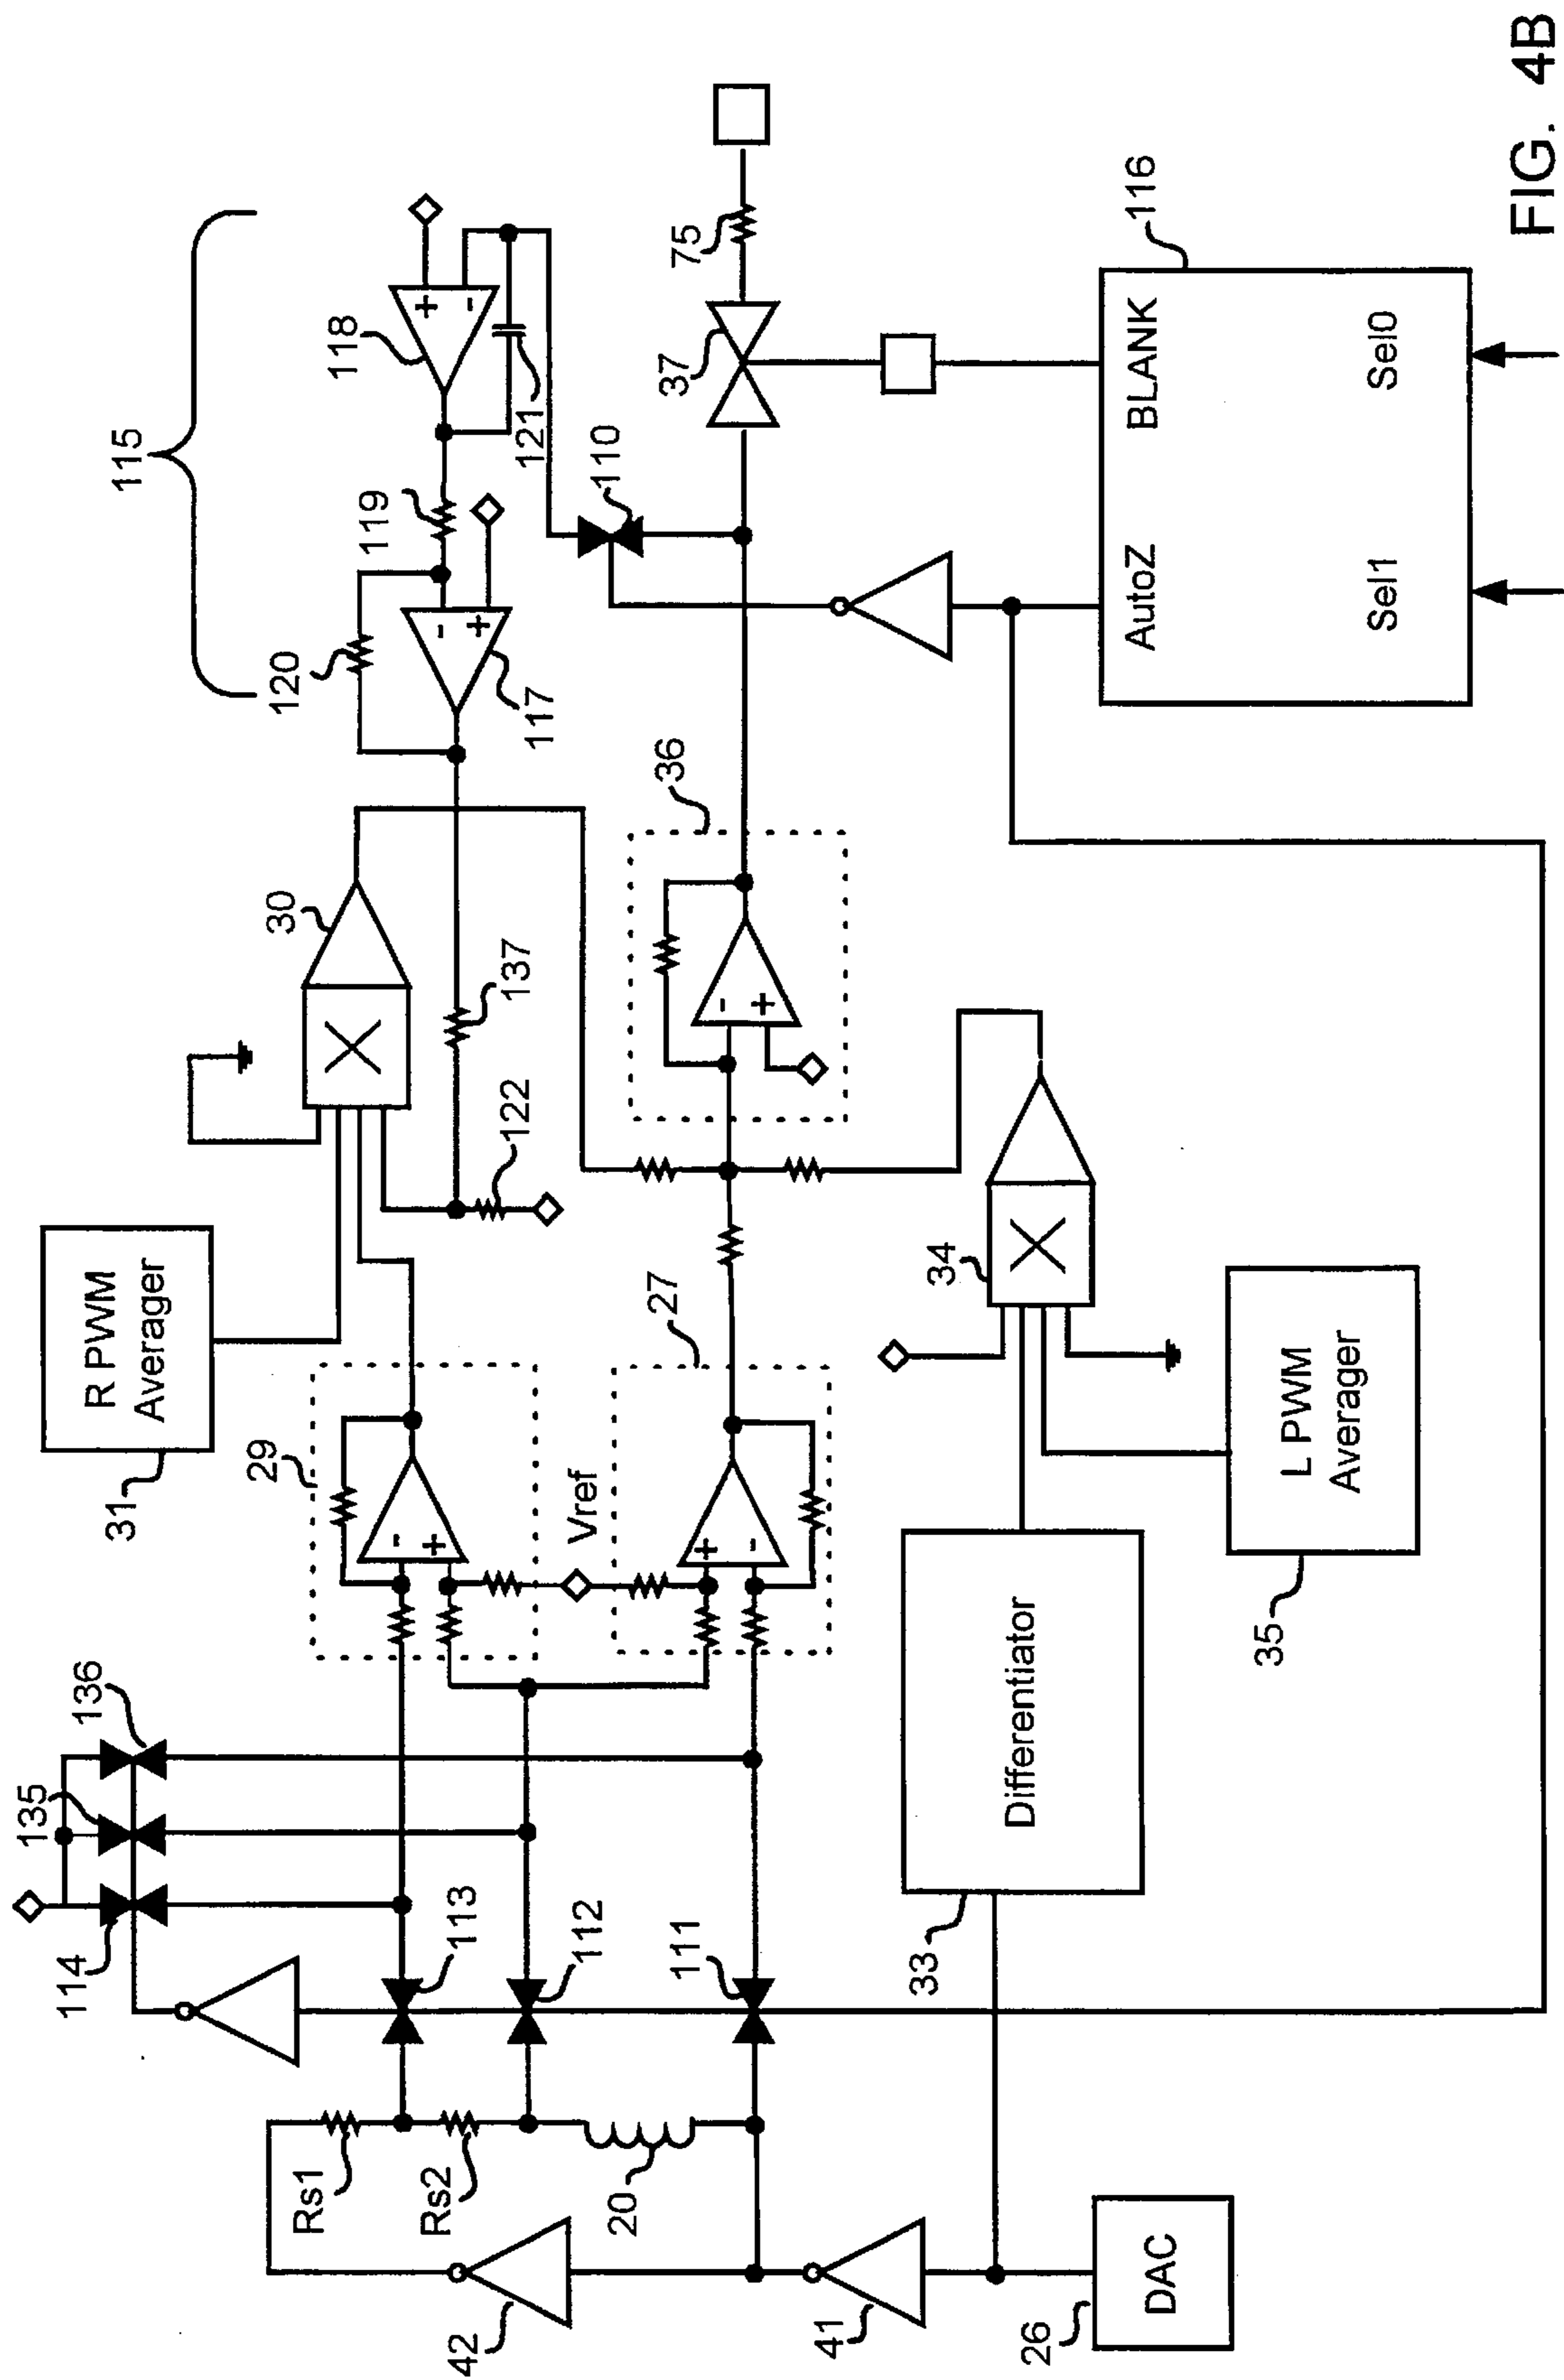 115
118
121
119
120
117
110
37
75
116
BLANK
AutoZ
Sel0
Sel1
36
30
137
122
R PWM
Averager
31
29
27
Vref
+
-
-
+
-
+
-
+
+
-
X
X
34
L PWM
Averager
35
Differentiator
33
136
135
114
113
112
111
Rs1
Rs2
20
42
41
26
DAC
FIG. 4B